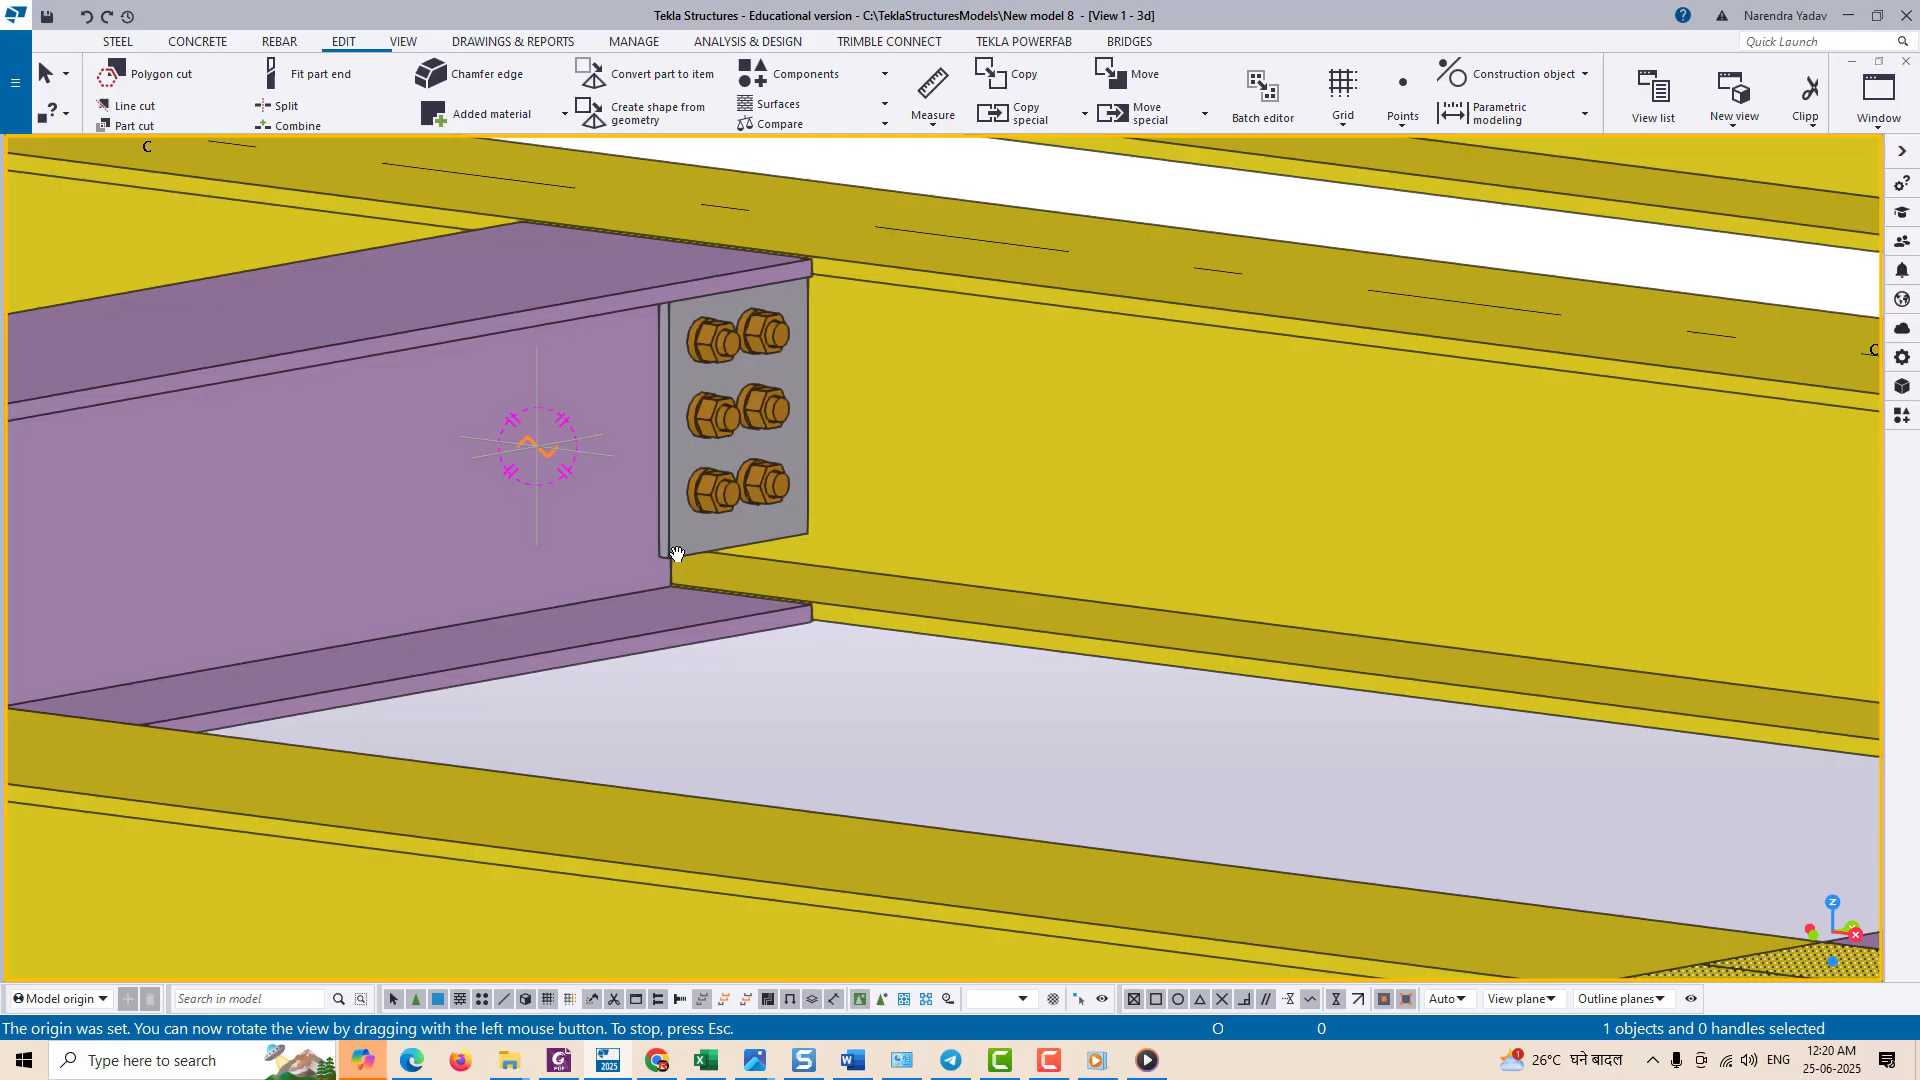 Tekla Structures - Educational version - C:\TeklaStructuresModels\New model 8 - [View 1 - 3d]
Narendra Yadav
STEEL CONCRETE REBAR EDIT VIEW DRAWINGS & REPORTS MANAGE ANALYSIS & DESIGN TRIMBLE CONNECT TEKLA POWERFAB BRIDGES
Quick Launch
Polygon cut
Line cut
Part cut
Fit part end
Split
Combine
Chamfer edge
Added material
Convert part to item
Create shape from
geometry
Components
Surfaces
Compare
Measure
Copy
Copy
special
Move
Move
special
Batch editor
Grid
Points
Construction object
Parametric
modeling
View list
New view
Clipp
Window
C
C
Z
X
Model origin
Search in model
Auto
View plane
Outline planes
The origin was set. You can now rotate the view by dragging with the left mouse button. To stop, press Esc.
O
0
1 objects and 0 handles selected
Type here to search
2025
1
26°C घने बादल
ENG
12:20 AM
25-06-2025